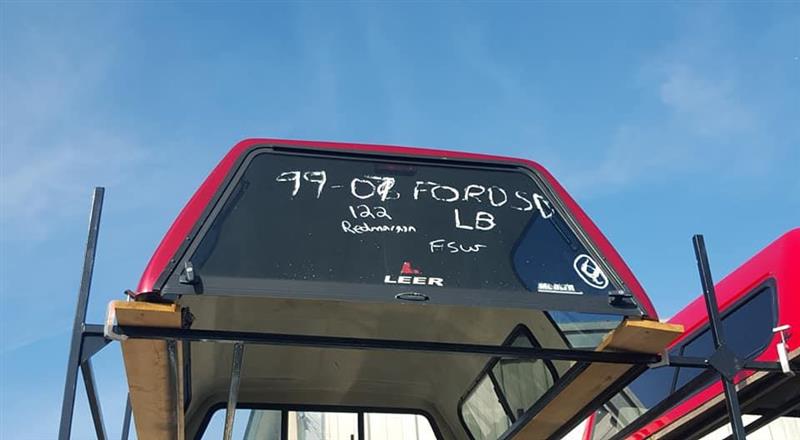 99-07 FORD SD
122 LB
Redmaroon
FSW
LEER